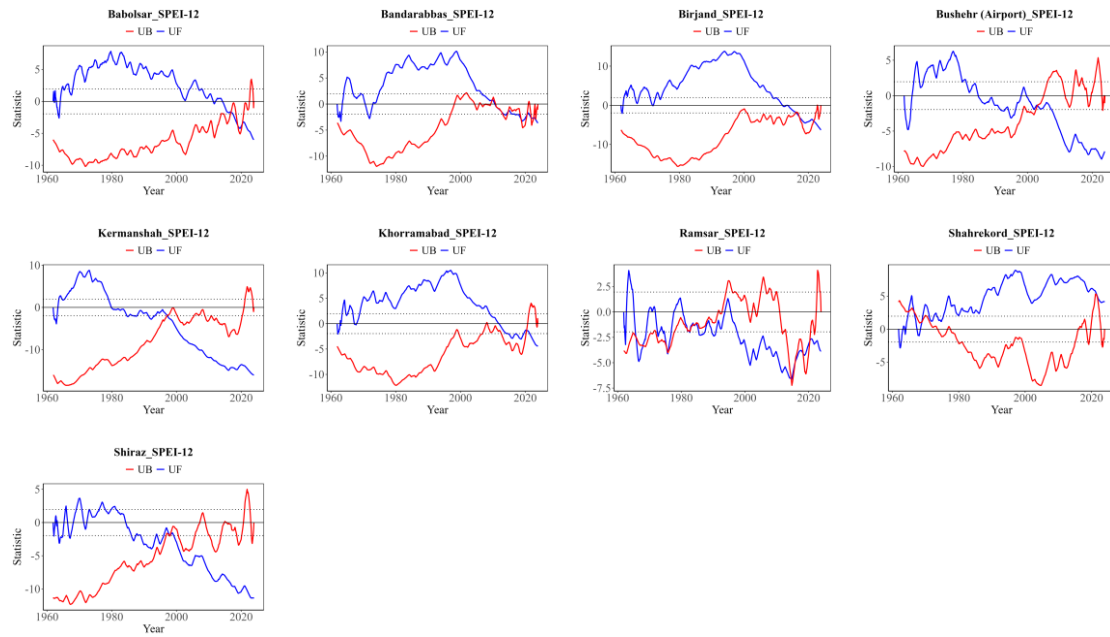 Babolsar_SPEI-12
UB UF
5
0
-5
-10
Statistic
1960 1980 2000 2020
Year
Bandarabbas_SPEI-12
UB UF
10
5
0
-5
-10
Statistic
1960 1980 2000 2020
Year
Birjand_SPEI-12
UB UF
10
0
-10
Statistic
1960 1980 2000 2020
Year
Bushehr (Airport)_SPEI-12
UB UF
5
0
-5
-10
Statistic
1960 1980 2000 2020
Year
Kermanshah_SPEI-12
UB UF
10
0
-10
Statistic
1960 1980 2000 2020
Year
Khorramabad_SPEI-12
UB UF
10
5
0
-5
-10
Statistic
1960 1980 2000 2020
Year
Ramsar_SPEI-12
UB UF
2.5
0.0
-2.5
-5.0
-7.5
Statistic
1960 1980 2000 2020
Year
Shahrekord_SPEI-12
UB UF
5
0
-5
Statistic
1960 1980 2000 2020
Year
Shiraz_SPEI-12
UB UF
5
0
-5
-10
Statistic
1960 1980 2000 2020
Year